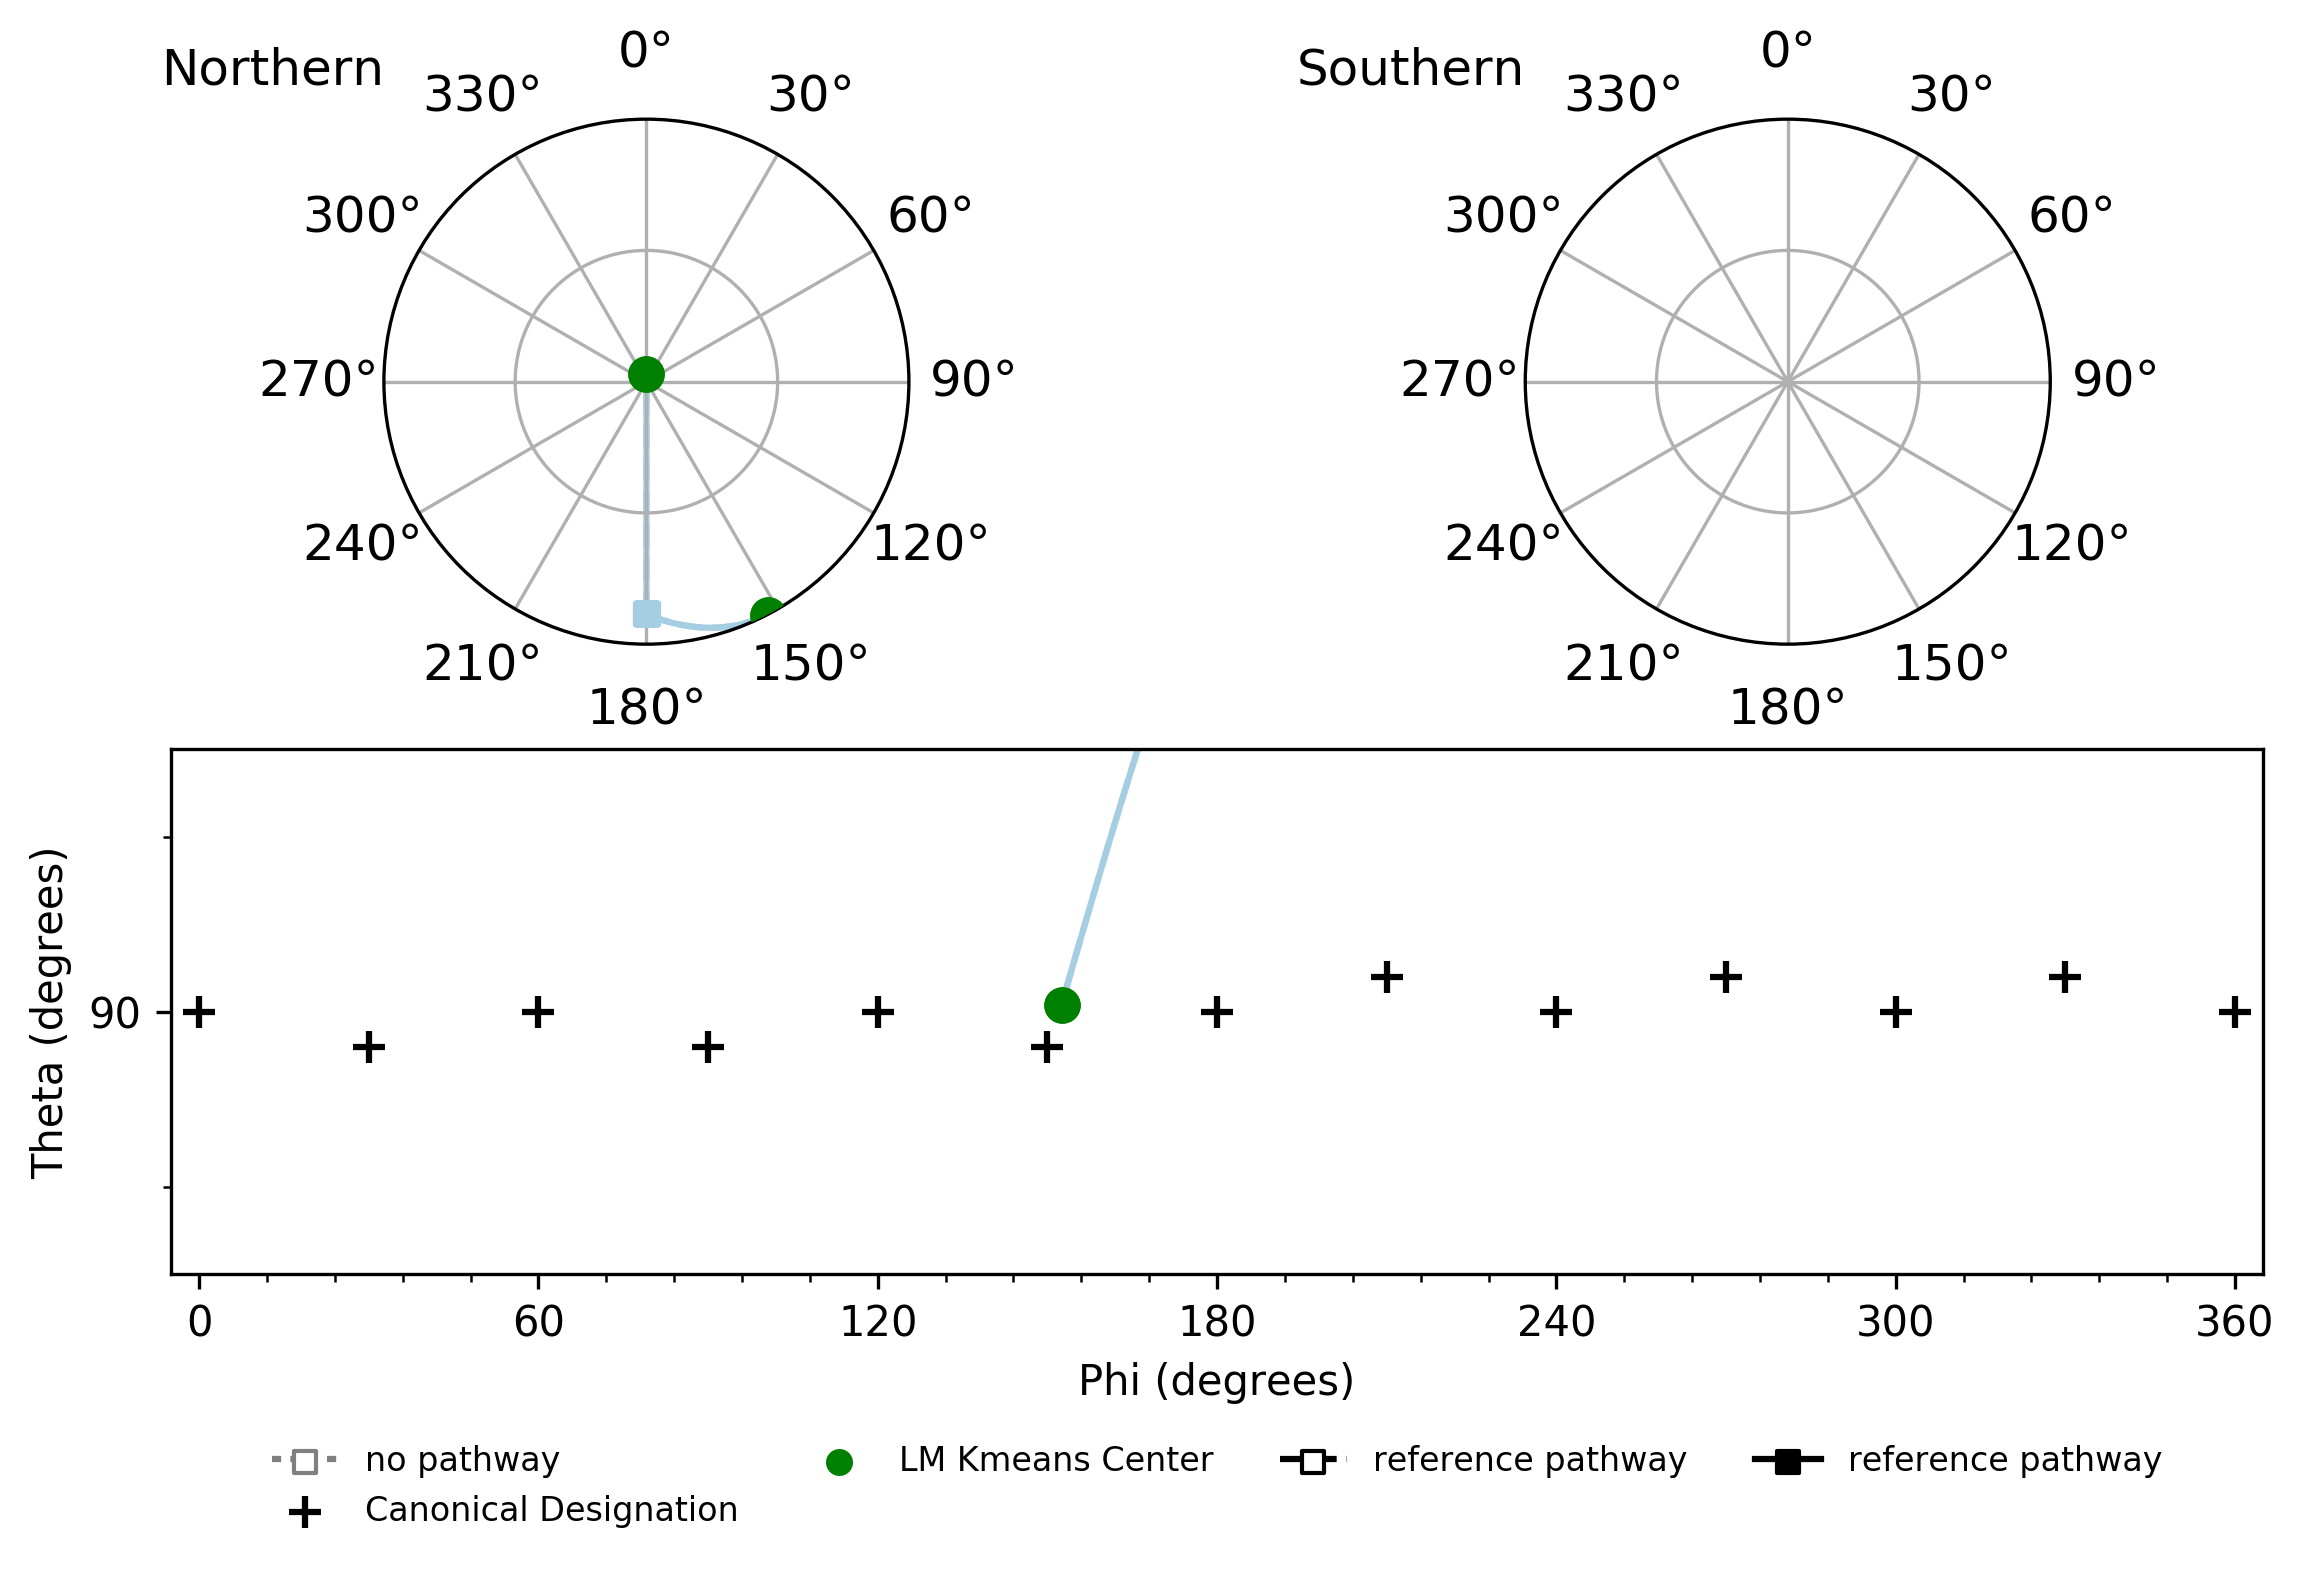 Northern
0°
30°
60°
90°
120°
150°
180°
210°
240°
270°
300°
330°
Southern
0°
30°
60°
90°
120°
150°
180°
210°
240°
270°
300°
330°
Theta (degrees)
90
0 60 120 180 240 300 360
Phi (degrees)
no pathway
Canonical Designation
LM Kmeans Center
reference pathway
reference pathway